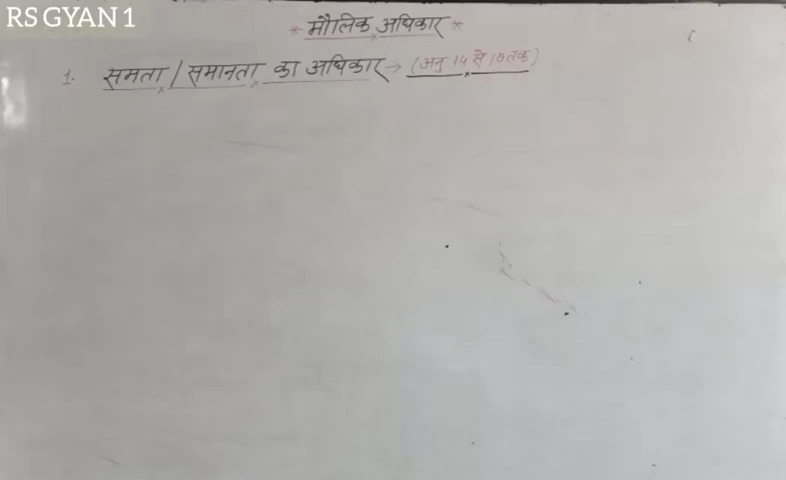 RS GYAN 1
* मौलिक अधिकार *
1. समता / समानता का अधिकार → (अनु 14 से 18 तक)